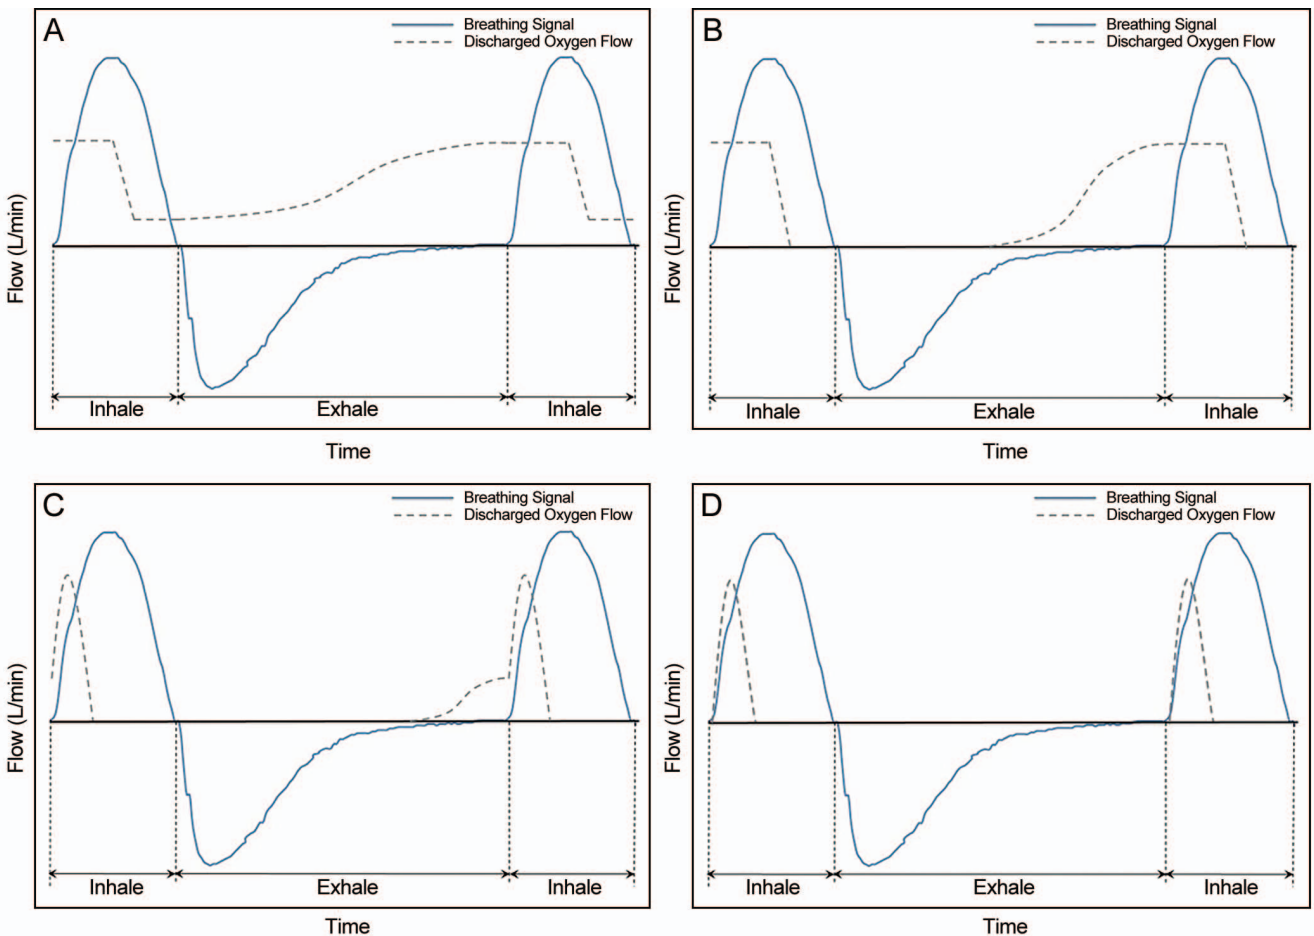 A
Breathing Signal
Discharged Oxygen Flow
Flow (L/min)
Inhale
Exhale
Inhale
Time
B
Breathing Signal
Discharged Oxygen Flow
Flow (L/min)
Inhale
Exhale
Inhale
Time
C
Breathing Signal
Discharged Oxygen Flow
Flow (L/min)
Inhale
Exhale
Inhale
Time
D
Breathing Signal
Discharged Oxygen Flow
Flow (L/min)
Inhale
Exhale
Inhale
Time